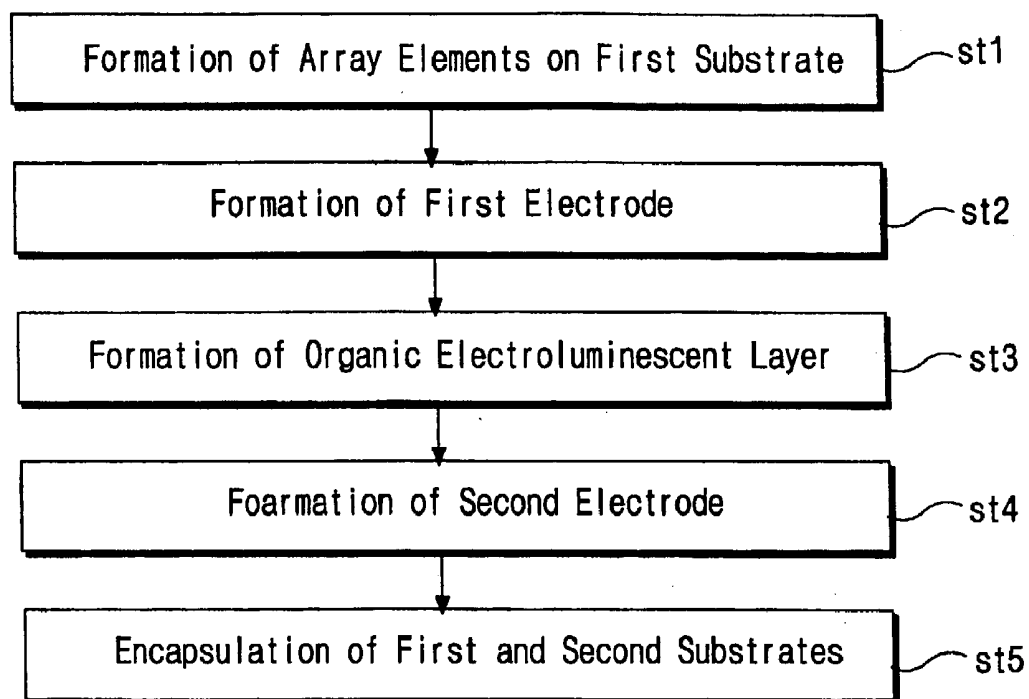 Formation of Array Elements on First Substrate
st1
Formation of First Electrode
st2
Formation of Organic Electroluminescent Layer
st3
Foarmation of Second Electrode
st4
Encapsulation of First and Second Substrates
st5